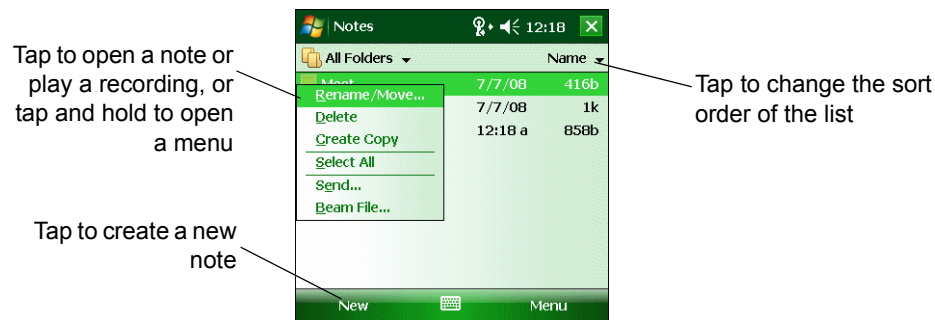 Notes 12:18
All Folders Name
Tap to open a note or
play a recording, or
tap and hold to open
a menu
Meet 7/7/08 416b
Rename/Move...
7/7/08 1k
Delete
12:18 a 858b
Create Copy
Select All
Send...
Beam File...
Tap to change the sort
order of the list
Tap to create a new
note
New Menu